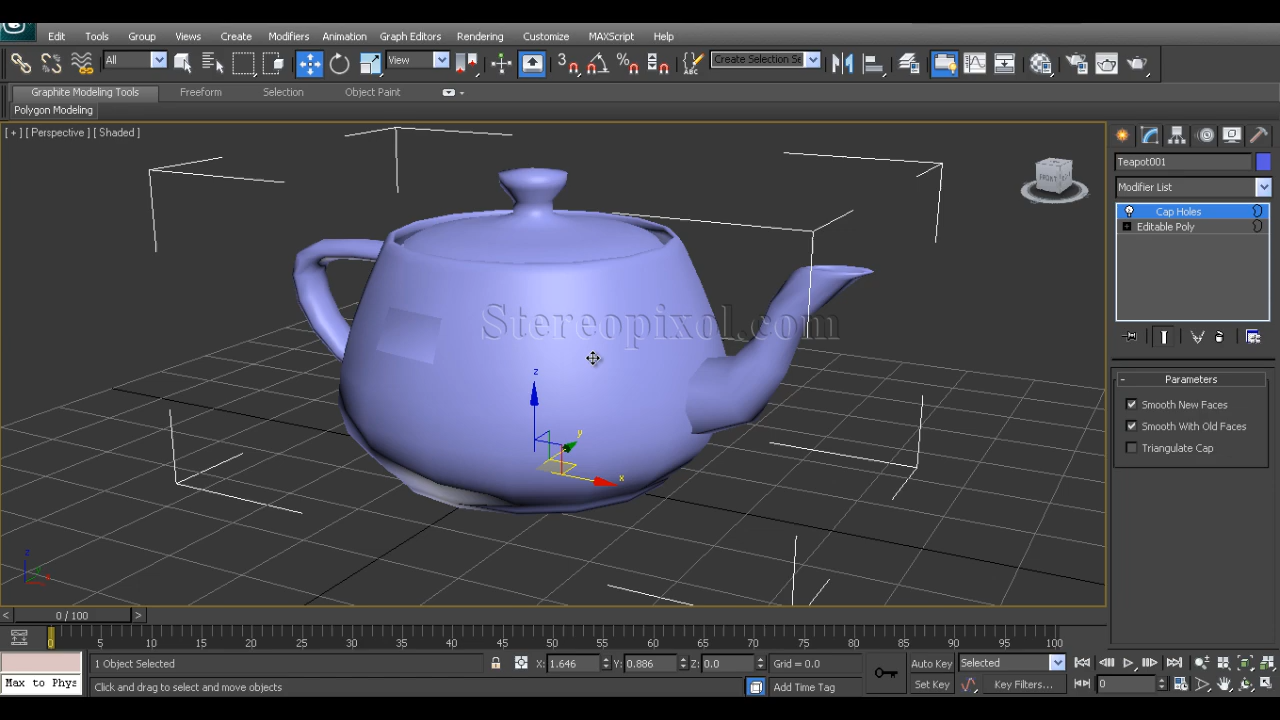 Edit Tools Group Views Create Modifiers Animation Graph Editors Rendering Customize MAXScript Help
All View 3 Create Selection Se
Graphite Modeling Tools Freeform Selection Object Paint
Polygon Modeling
[ + ] [ Perspective ] [ Shaded ]
FRONT
Teapot001
Modifier List
Cap Holes
Editable Poly
Stereopixol.com
z
y
x
Parameters
Smooth New Faces
Smooth With Old Faces
Triangulate Cap
z
< 0 / 100 >
0 5 10 15 20 25 30 35 40 45 50 55 60 65 70 75 80 85 90 95 100
1 Object Selected X: 1.646 Y: 0.886 Z: 0.0 Grid = 0.0 Auto Key Selected
Max to Phys Click and drag to select and move objects Add Time Tag Set Key Key Filters... 0